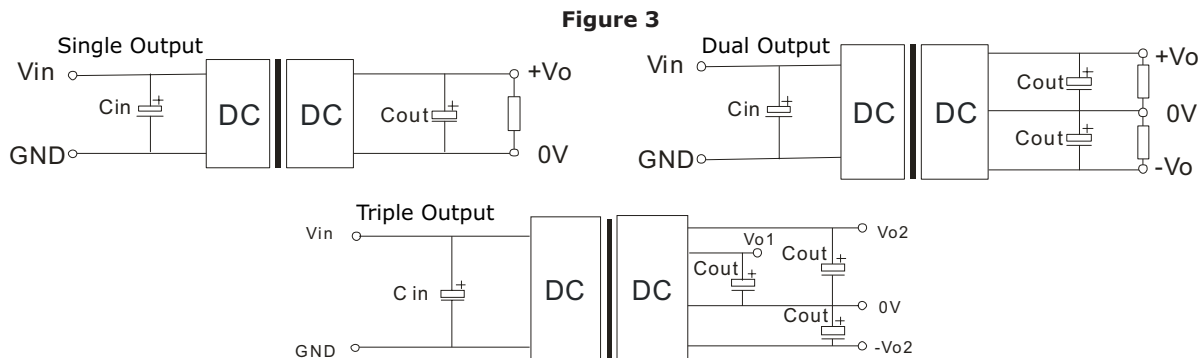 Figure 3
Single Output
Vin
Cin
GND
DC
DC
Cout
+
+
+Vo
0V
Dual Output
Vin
Cin
+
GND
DC
DC
Cout
+
Cout
+
+Vo
0V
-Vo
Triple Output
Vin
C in
+
GND
DC
DC
Vo1
Cout
+
Cout
+
Cout
+
Vo2
0V
-Vo2